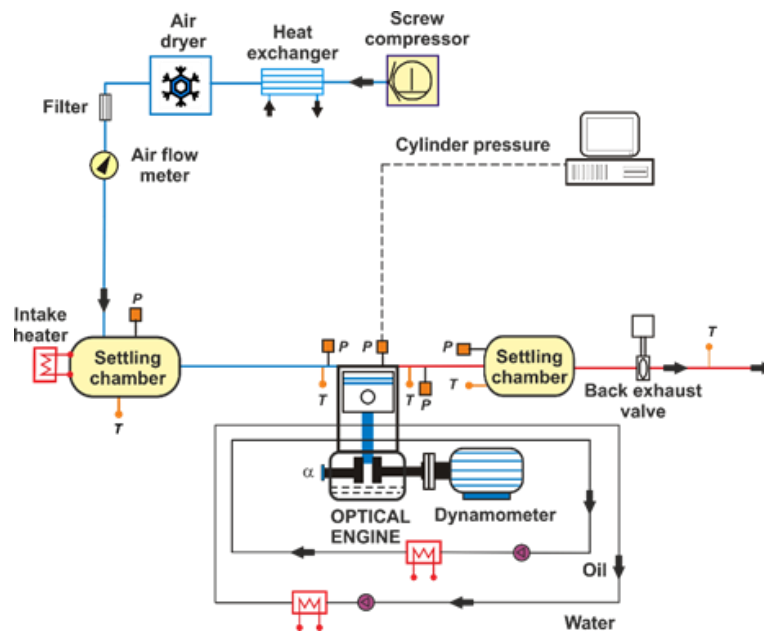 Air
dryer
Heat
exchanger
Screw
compressor
Filter
Air flow
meter
Cylinder pressure
Intake
heater
P
Settling
chamber
T
P
T
P
T
P
P
T
Settling
chamber
T
Back exhaust
valve
α
OPTICAL
ENGINE
Dynamometer
Oil
Water